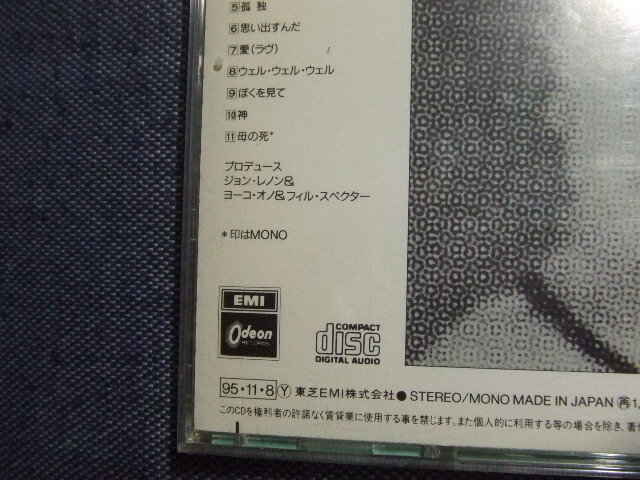 5 孤 独
6 思い出すんだ
7 愛(ラヴ)
8 ウェル・ウェル・ウェル
9 ぼくを見て
10 神
11 母の死*
プロデュース
ジョン・レノン&
ヨーコ・オノ&フィル・スペクター
*印はMONO
EMI
Odeon
RECORDS
COMPACT
disc
DIGITAL AUDIO
95・11・8 Y 東芝EMI株式会社● STEREO/MONO MADE IN JAPAN 再1,
このCDを権利者の許諾なく賃貸業に使用する事を禁じます。また個人的に利用する等の場合を除き、著作